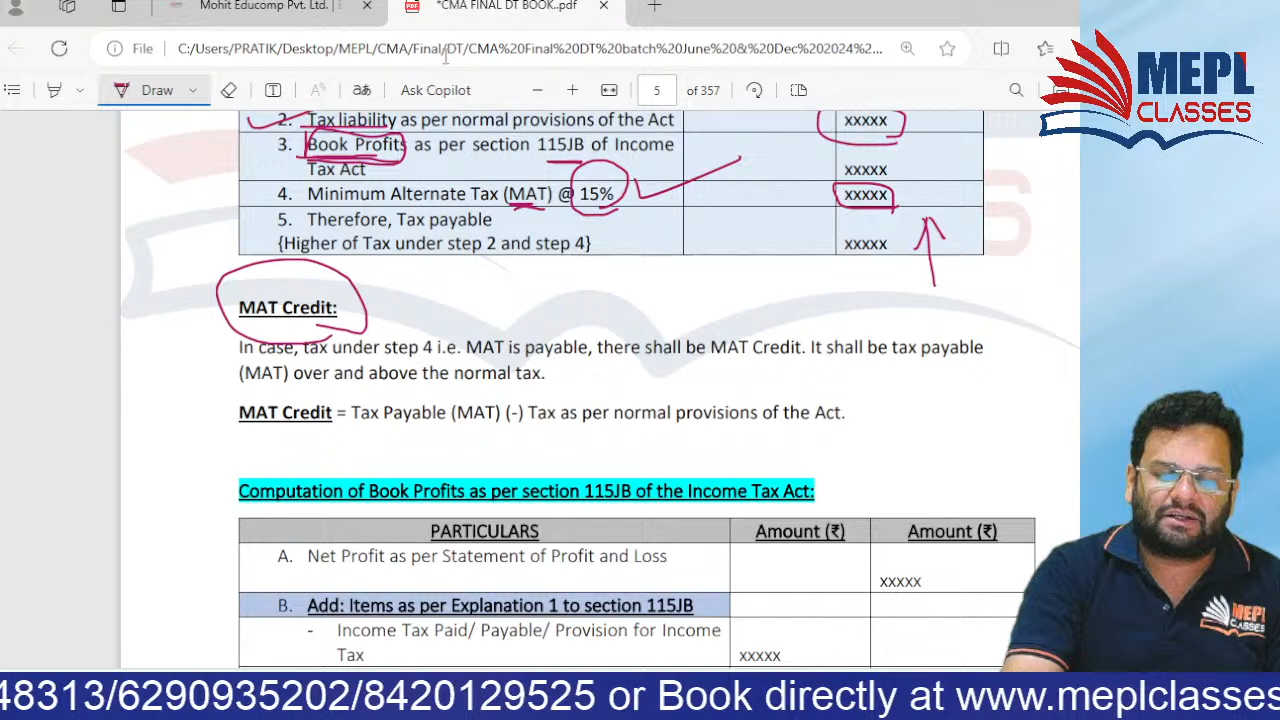 Mohit Educomp Pvt. Ltd.
*CMA FINAL DT BOOK..pdf
File
C:/Users/PRATIK/Desktop/MEPL/CMA/Final/DT/CMA%20Final%20DT%20batch%20June%20&%20Dec%202024%2...
Draw
Ask Copilot
5
of 357
MEPL
CLASSES
2. Tax liability as per normal provisions of the Act
xxxxx
3. Book Profits as per section 115JB of Income
Tax Act
xxxxx
4. Minimum Alternate Tax (MAT) @ 15%
xxxxx
5. Therefore, Tax payable
{Higher of Tax under step 2 and step 4}
xxxxx
MAT Credit:
In case, tax under step 4 i.e. MAT is payable, there shall be MAT Credit. It shall be tax payable
(MAT) over and above the normal tax.
MAT Credit = Tax Payable (MAT) (-) Tax as per normal provisions of the Act.
Computation of Book Profits as per section 115JB of the Income Tax Act:
PARTICULARS
Amount (₹)
Amount (₹)
A. Net Profit as per Statement of Profit and Loss
xxxxx
B. Add: Items as per Explanation 1 to section 115JB
- Income Tax Paid/ Payable/ Provision for Income
Tax
xxxxx
MEPL
CLASSES
48313/6290935202/8420129525 or Book directly at www.meplclasses